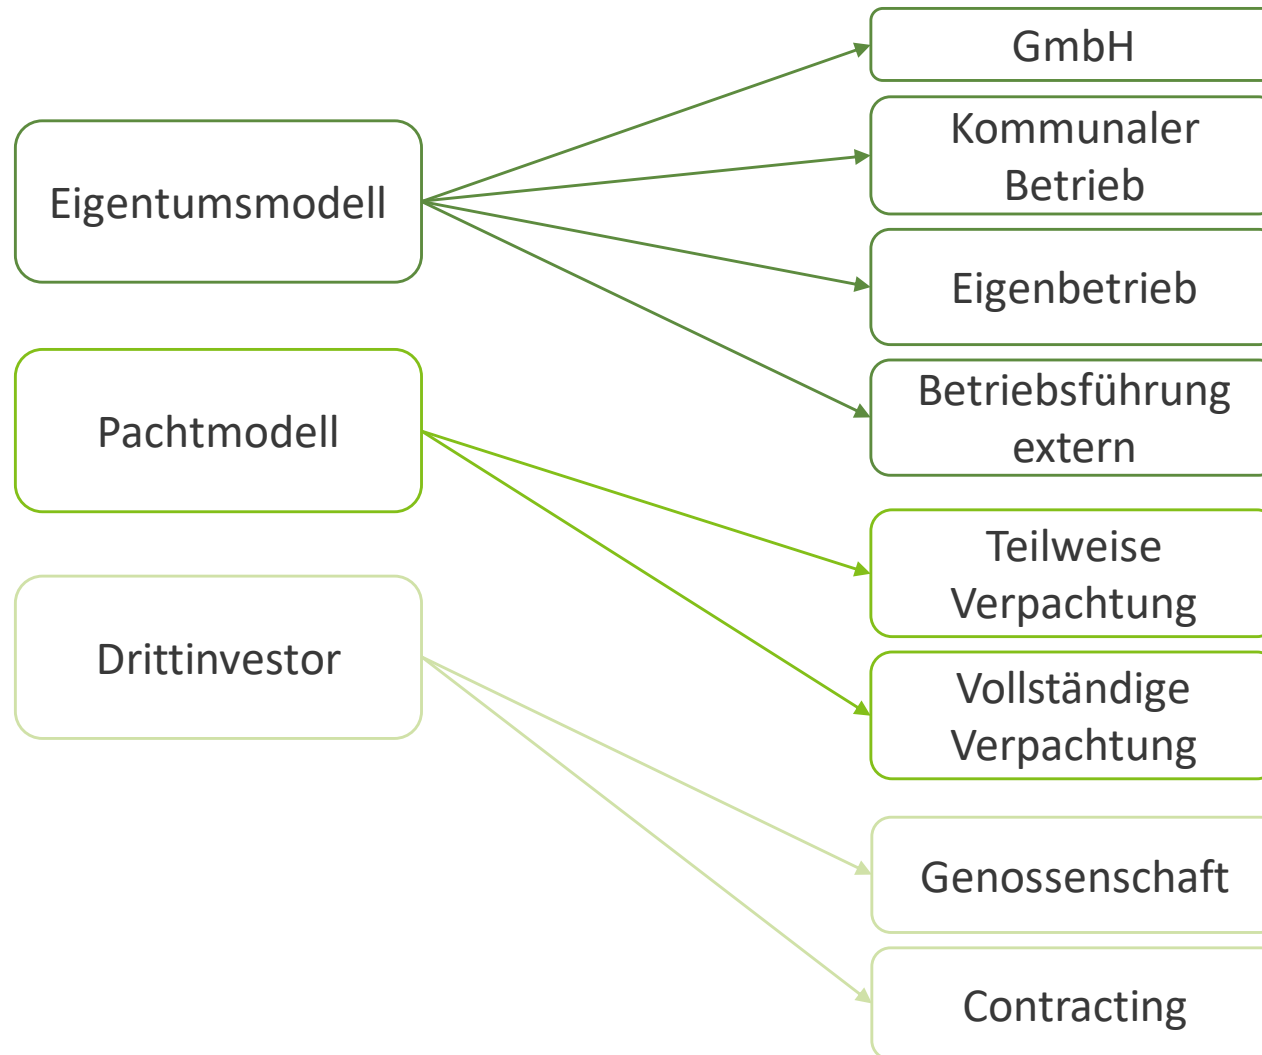 Eigentumsmodell
Pachtmodell
Drittinvestor
GmbH
Kommunaler
Betrieb
Eigenbetrieb
Betriebsführung
extern
Teilweise
Verpachtung
Vollständige
Verpachtung
Genossenschaft
Contracting